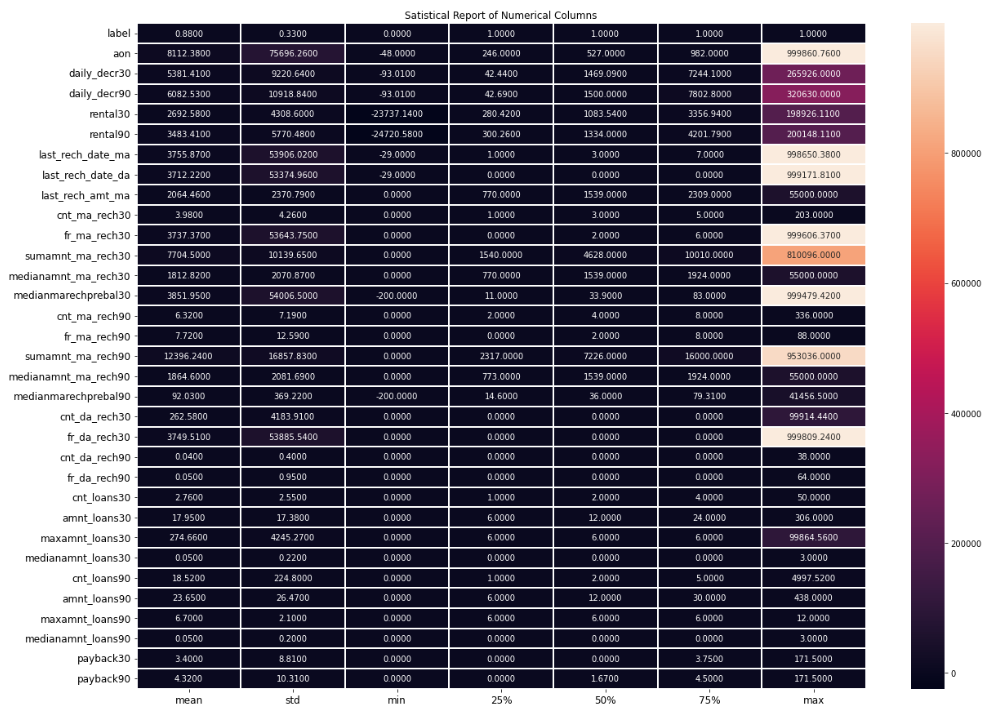 Satistical Report of Numerical Columns
label 0.8800 0.3300 0.0000 1.0000 1.0000 1.0000 1.0000
aon 8112.3800 75696.2600 -48.0000 246.0000 527.0000 982.0000 999860.7600
daily_decr30 5381.4100 9220.6400 -93.0100 42.4400 1469.0900 7244.1000 265926.0000
daily_decr90 6082.5300 10918.8400 -93.0100 42.6900 1500.0000 7802.8000 320630.0000
rental30 2692.5800 4308.6000 -23737.1400 280.4200 1083.5400 3356.9400 198926.1100
rental90 3483.4100 5770.4800 -24720.5800 300.2600 1334.0000 4201.7900 200148.1100
last_rech_date_ma 3755.8700 53906.0200 -29.0000 1.0000 3.0000 7.0000 998650.3800
last_rech_date_da 3712.2200 53374.9600 -29.0000 0.0000 0.0000 0.0000 999171.8100
last_rech_amt_ma 2064.4600 2370.7900 0.0000 770.0000 1539.0000 2309.0000 55000.0000
cnt_ma_rech30 3.9800 4.2600 0.0000 1.0000 3.0000 5.0000 203.0000
fr_ma_rech30 3737.3700 53643.7500 0.0000 0.0000 2.0000 6.0000 999606.3700
sumamnt_ma_rech30 7704.5000 10139.6500 0.0000 1540.0000 4628.0000 10010.0000 810096.0000
medianamnt_ma_rech30 1812.8200 2070.8700 0.0000 770.0000 1539.0000 1924.0000 55000.0000
medianmarechprebal30 3851.9500 54006.5000 -200.0000 11.0000 33.9000 83.0000 999479.4200
cnt_ma_rech90 6.3200 7.1900 0.0000 2.0000 4.0000 8.0000 336.0000
fr_ma_rech90 7.7200 12.5900 0.0000 0.0000 2.0000 8.0000 88.0000
sumamnt_ma_rech90 12396.2400 16857.8300 0.0000 2317.0000 7226.0000 16000.0000 953036.0000
medianamnt_ma_rech90 1864.6000 2081.6900 0.0000 773.0000 1539.0000 1924.0000 55000.0000
medianmarechprebal90 92.0300 369.2200 -200.0000 14.6000 36.0000 79.3100 41456.5000
cnt_da_rech30 262.5800 4183.9100 0.0000 0.0000 0.0000 0.0000 99914.4400
fr_da_rech30 3749.5100 53885.5400 0.0000 0.0000 0.0000 0.0000 999809.2400
cnt_da_rech90 0.0400 0.4000 0.0000 0.0000 0.0000 0.0000 38.0000
fr_da_rech90 0.0500 0.9500 0.0000 0.0000 0.0000 0.0000 64.0000
cnt_loans30 2.7600 2.5500 0.0000 1.0000 2.0000 4.0000 50.0000
amnt_loans30 17.9500 17.3800 0.0000 6.0000 12.0000 24.0000 306.0000
maxamnt_loans30 274.6600 4245.2700 0.0000 6.0000 6.0000 6.0000 99864.5600
medianamnt_loans30 0.0500 0.2200 0.0000 0.0000 0.0000 0.0000 3.0000
cnt_loans90 18.5200 224.8000 0.0000 1.0000 2.0000 5.0000 4997.5200
amnt_loans90 23.6500 26.4700 0.0000 6.0000 12.0000 30.0000 438.0000
maxamnt_loans90 6.7000 2.1000 0.0000 6.0000 6.0000 6.0000 12.0000
medianamnt_loans90 0.0500 0.2000 0.0000 0.0000 0.0000 0.0000 3.0000
payback30 3.4000 8.8100 0.0000 0.0000 0.0000 3.7500 171.5000
payback90 4.3200 10.3100 0.0000 0.0000 1.6700 4.5000 171.5000
mean std min 25% 50% 75% max
800000
600000
400000
200000
0